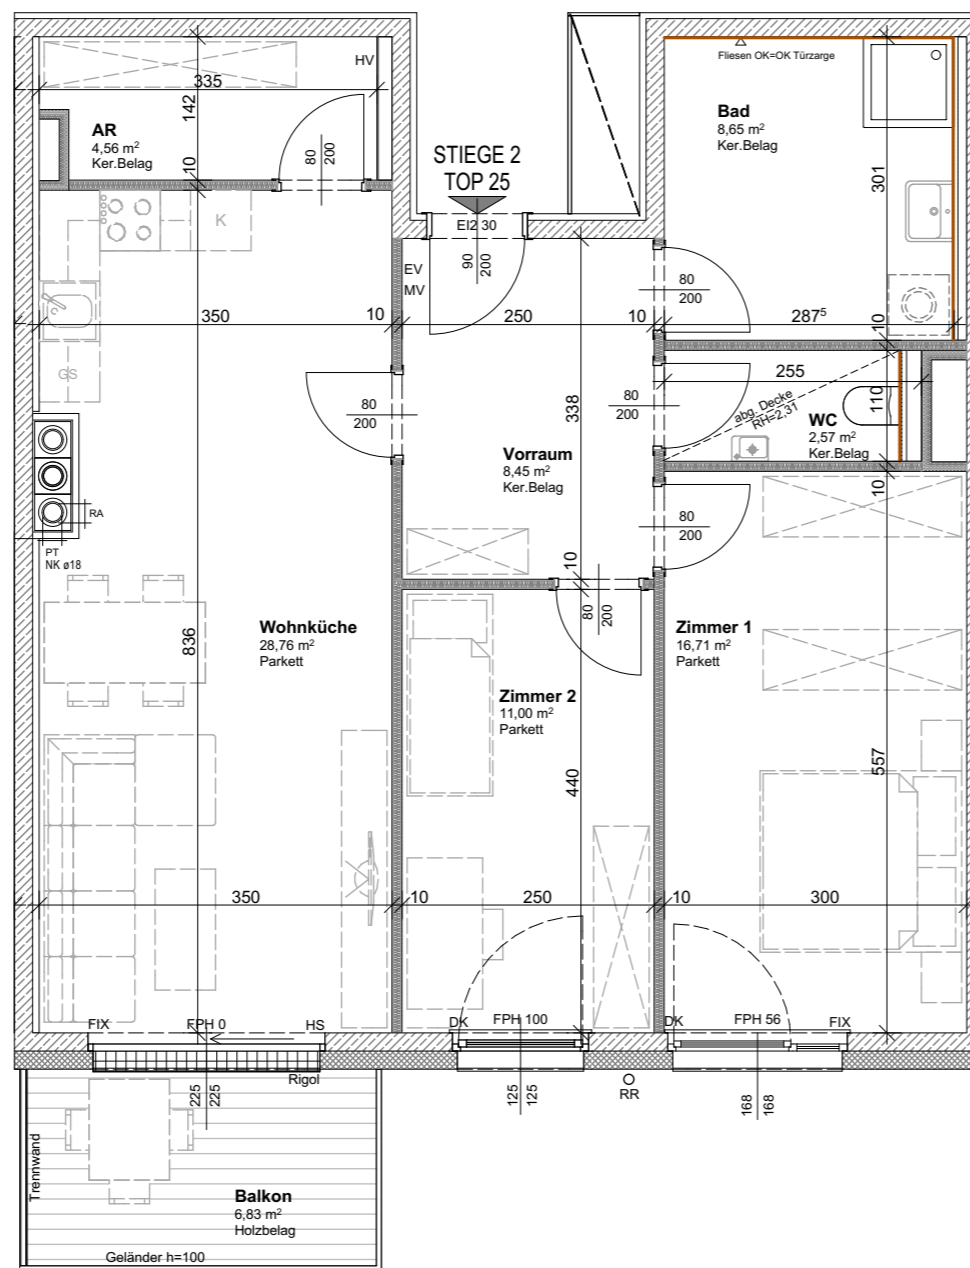 Fliesen OK=OK Türzarge
HV
335
142
AR
4,56 m²
Ker.Belag
10
80
200
STIEGE 2
TOP 25
EI2 30
90
200
Bad
8,65 m²
Ker.Belag
301
K
EV
MV
80
200
350
10
250
10
287⁵
10
GS
80
200
338
80
200
255
abg. Decke
RH=2,31
110
WC
2,57 m²
Ker.Belag
Vorraum
8,45 m²
Ker.Belag
10
RA
PT
NK ø18
80
200
10
80
200
Wohnküche
28,76 m²
Parkett
836
Zimmer 1
16,71 m²
Parkett
Zimmer 2
11,00 m²
Parkett
440
557
350
10
250
10
300
FIX
FPH 0
HS
DK
FPH 100
DK
FPH 56
FIX
Rigol
225
225
125
125
RR
168
168
Trennwand
Balkon
6,83 m²
Holzbelag
Geländer h=100